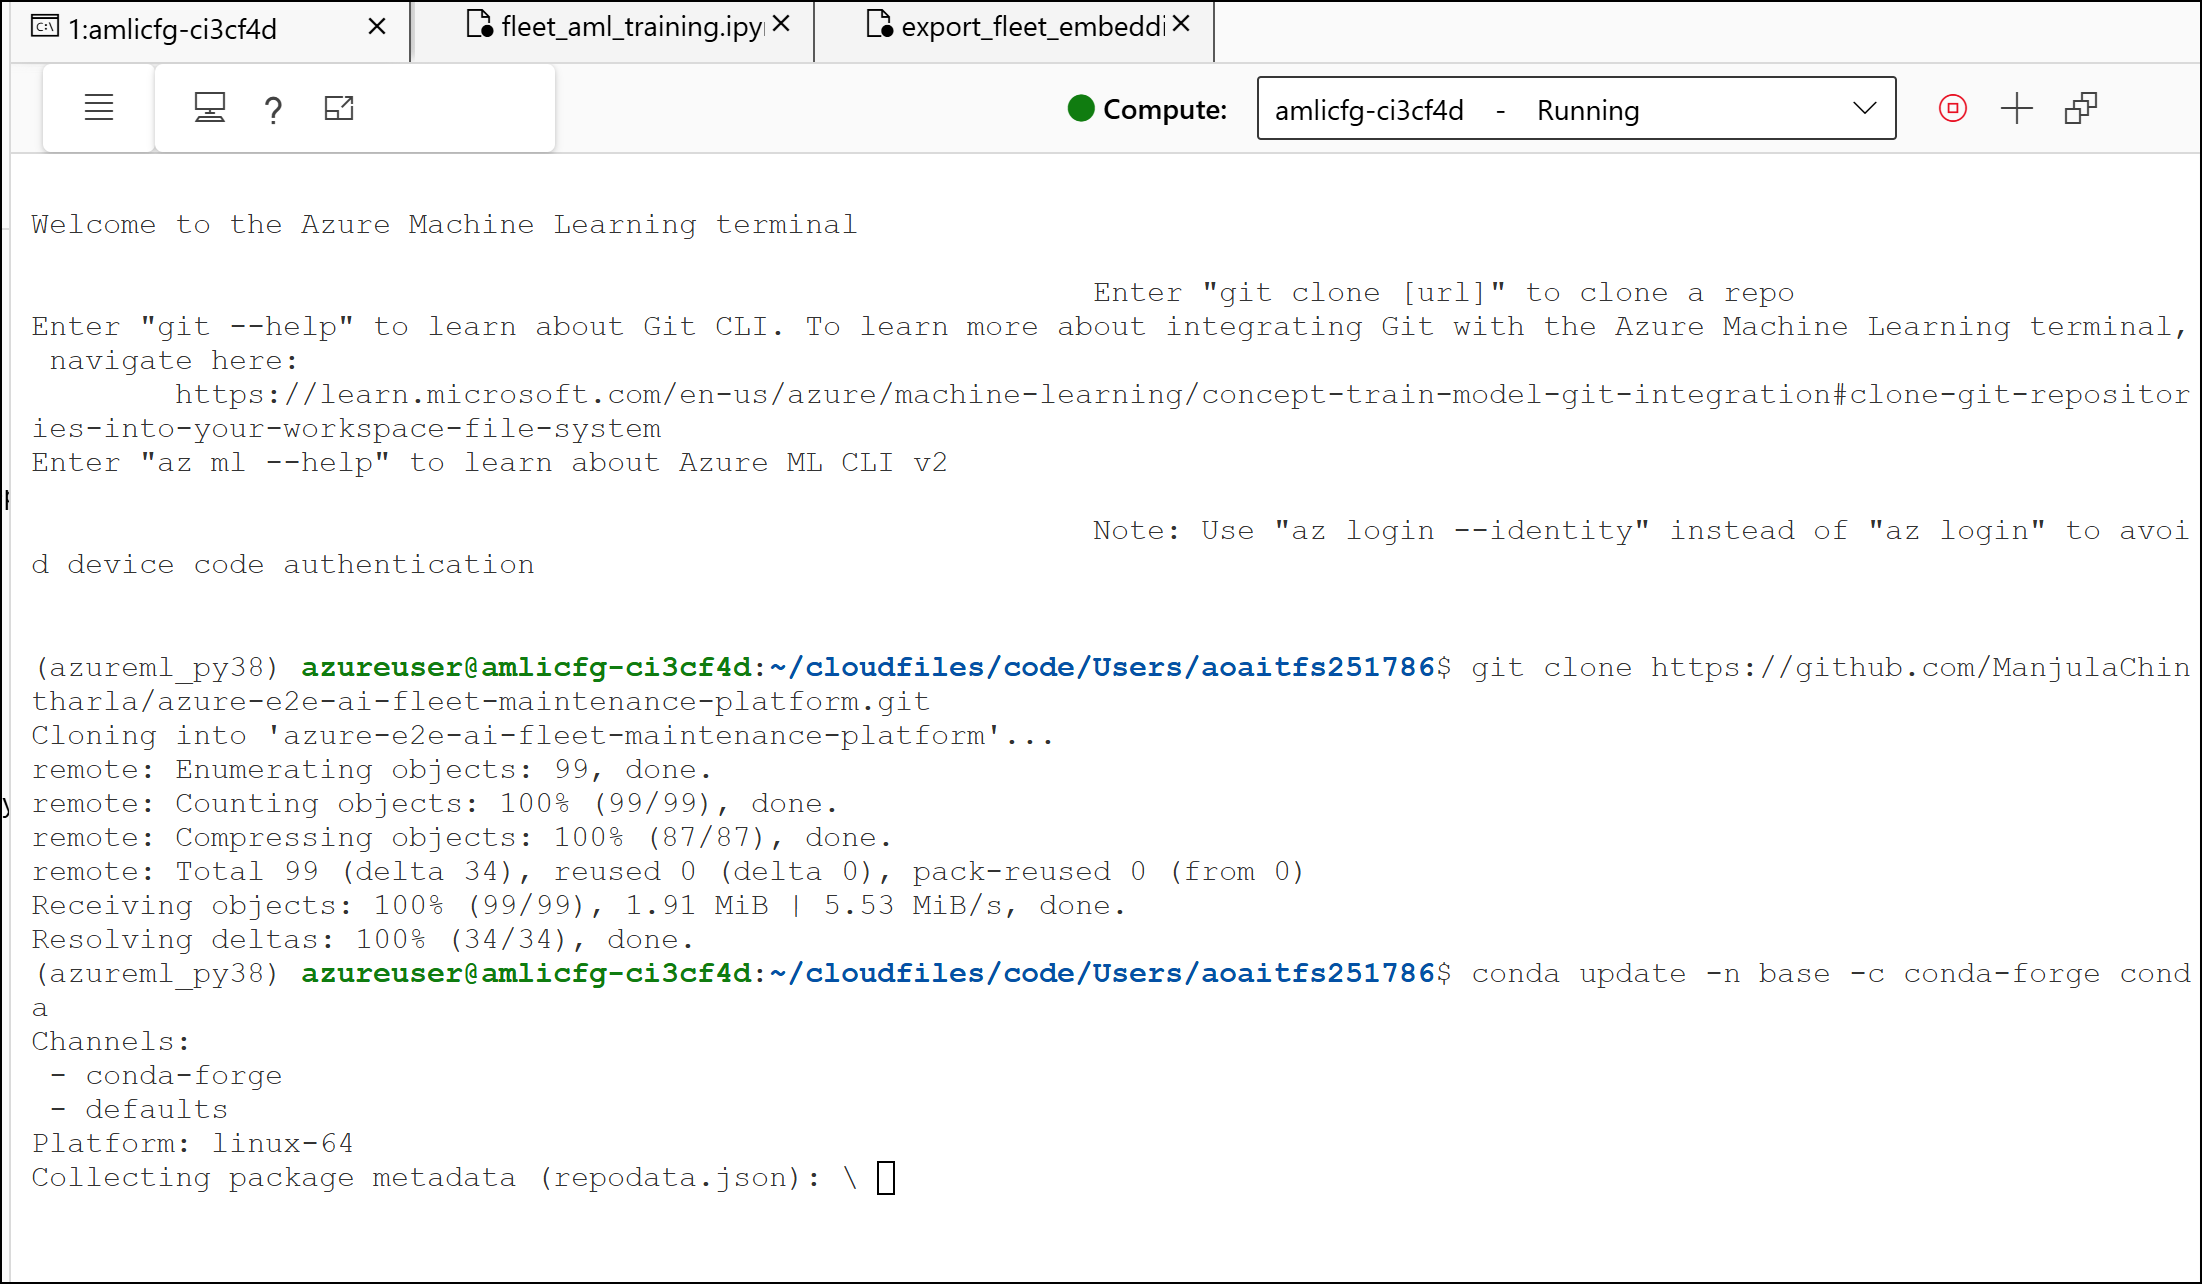 1:amlicfg-ci3cf4d
fleet_aml_training.ipy
export_fleet_embeddi
Compute:
amlicfg-ci3cf4d - Running
Welcome to the Azure Machine Learning terminal
Enter "git clone [url]" to clone a repo
Enter "git --help" to learn about Git CLI. To learn more about integrating Git with the Azure Machine Learning terminal,
navigate here:
https://learn.microsoft.com/en-us/azure/machine-learning/concept-train-model-git-integration#clone-git-repositor
ies-into-your-workspace-file-system
Enter "az ml --help" to learn about Azure ML CLI v2
Note: Use "az login --identity" instead of "az login" to avoi
d device code authentication
(azureml_py38) azureuser@amlicfg-ci3cf4d:~/cloudfiles/code/Users/aoaitfs251786$ git clone https://github.com/ManjulaChin
tharla/azure-e2e-ai-fleet-maintenance-platform.git
Cloning into 'azure-e2e-ai-fleet-maintenance-platform'...
remote: Enumerating objects: 99, done.
remote: Counting objects: 100% (99/99), done.
remote: Compressing objects: 100% (87/87), done.
remote: Total 99 (delta 34), reused 0 (delta 0), pack-reused 0 (from 0)
Receiving objects: 100% (99/99), 1.91 MiB | 5.53 MiB/s, done.
Resolving deltas: 100% (34/34), done.
(azureml_py38) azureuser@amlicfg-ci3cf4d:~/cloudfiles/code/Users/aoaitfs251786$ conda update -n base -c conda-forge cond
a
Channels:
- conda-forge
- defaults
Platform: linux-64
Collecting package metadata (repodata.json): \